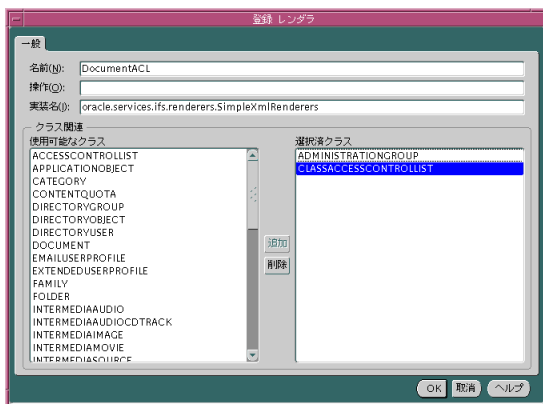 登録 レンダラ
一般
名前(N): DocumentACL
操作(O):
実装名(I): oracle.services.ifs.renderers.SimpleXmlRenderers
クラス関連
使用可能なクラス
ACCESSCONTROLLIST
APPLICATIONOBJECT
CATEGORY
CONTENTQUOTA
DIRECTORYGROUP
DIRECTORYOBJECT
DIRECTORYUSER
DOCUMENT
EMAILUSERPROFILE
EXTENDEDUSERPROFILE
FAMILY
FOLDER
INTERMEDIAAUDIO
INTERMEDIAAUDIOCDTRACK
INTERMEDIAIMAGE
INTERMEDIAMOVIE
INTERMEDIASOURCE
追加
削除
選択済クラス
ADMINISTRATIONGROUP
CLASSACCESSCONTROLLIST
OK 取消 ヘルプ